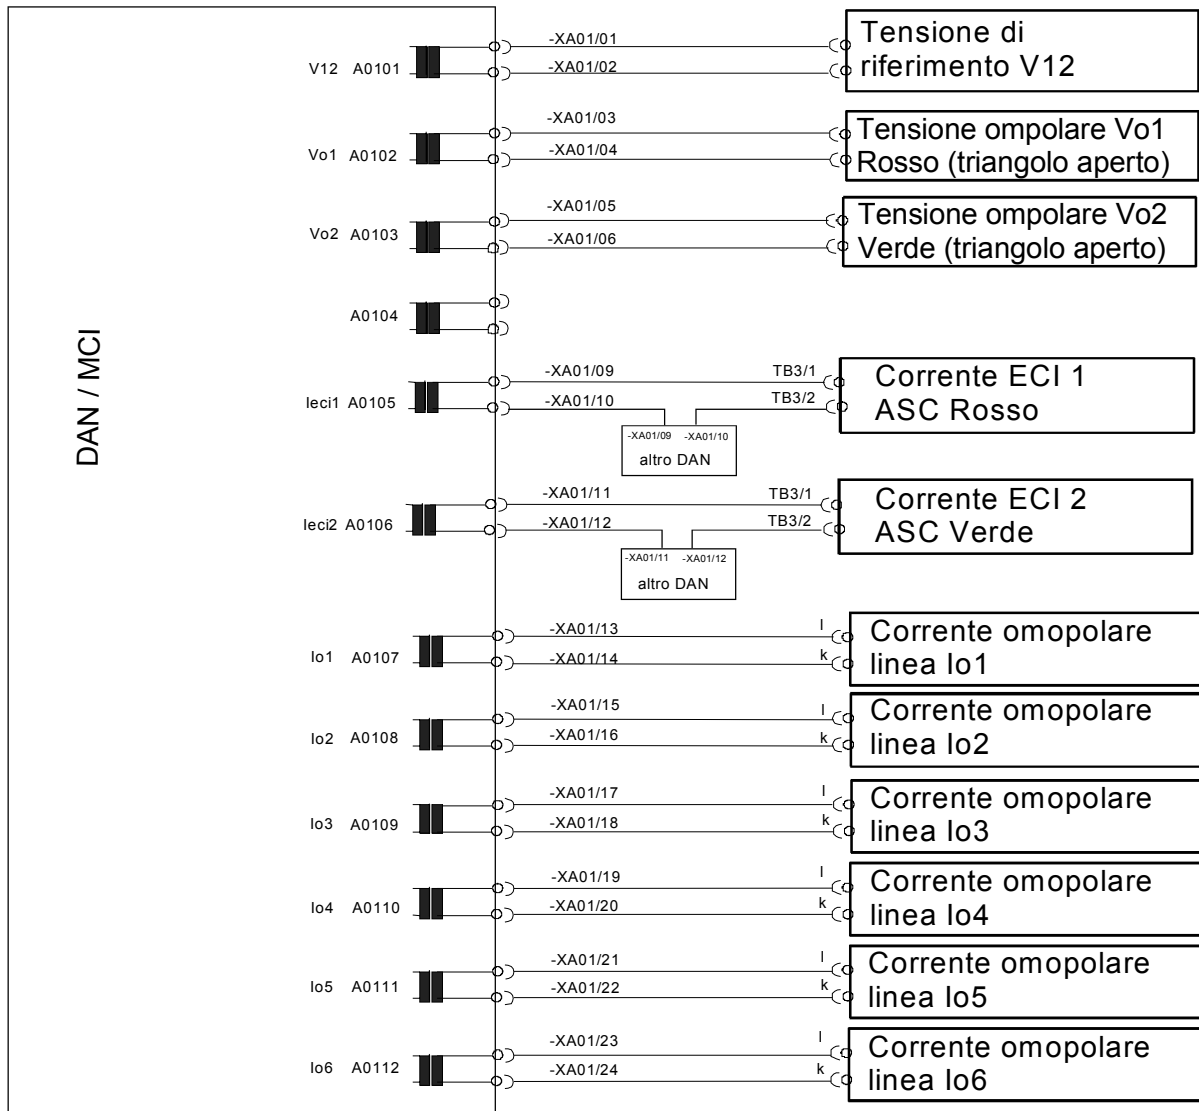 DAN / MCI
V12 A0101
-XA01/01
-XA01/02
Tensione di
riferimento V12
Vo1 A0102
-XA01/03
-XA01/04
Tensione ompolare Vo1
Rosso (triangolo aperto)
Vo2 A0103
-XA01/05
-XA01/06
Tensione ompolare Vo2
Verde (triangolo aperto)
A0104
Ieci1 A0105
-XA01/09
TB3/1
-XA01/10
TB3/2
-XA01/09 -XA01/10
altro DAN
Corrente ECI 1
ASC Rosso
Ieci2 A0106
-XA01/11
TB3/1
-XA01/12
TB3/2
-XA01/11 -XA01/12
altro DAN
Corrente ECI 2
ASC Verde
Io1 A0107
-XA01/13
l
-XA01/14
k
Corrente omopolare
linea Io1
Io2 A0108
-XA01/15
l
-XA01/16
k
Corrente omopolare
linea Io2
Io3 A0109
-XA01/17
l
-XA01/18
k
Corrente omopolare
linea Io3
Io4 A0110
-XA01/19
l
-XA01/20
k
Corrente omopolare
linea Io4
Io5 A0111
-XA01/21
l
-XA01/22
k
Corrente omopolare
linea Io5
Io6 A0112
-XA01/23
l
-XA01/24
k
Corrente omopolare
linea Io6